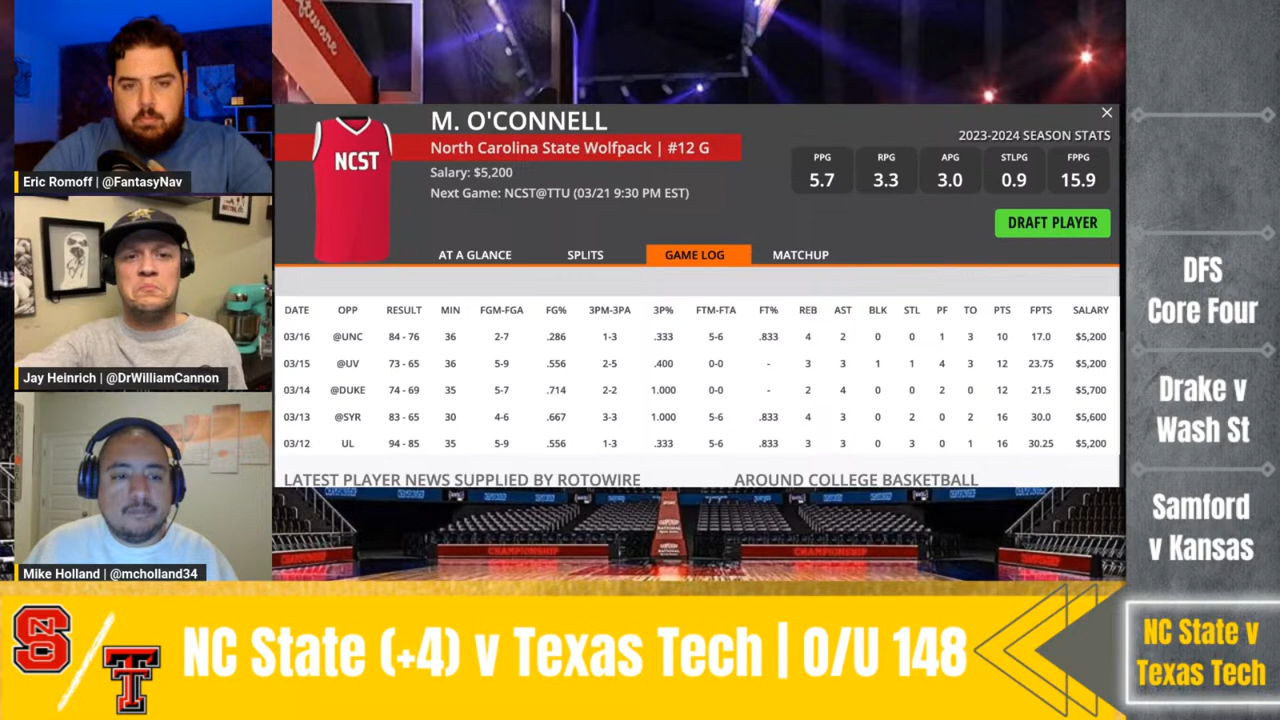 Eric Romoff | @FantasyNav
Jay Heinrich | @DrWilliamCannon
Mike Holland | @mcholland34
NCST
M. O'CONNELL
North Carolina State Wolfpack | #12 G
Salary: $5,200
Next Game: NCST@TTU (03/21 9:30 PM EST)
2023-2024 SEASON STATS
PPG RPG APG STLPG FPPG
5.7 3.3 3.0 0.9 15.9
DRAFT PLAYER
AT A GLANCE SPLITS GAME LOG MATCHUP
DATE OPP RESULT MIN FGM-FGA FG% 3PM-3PA 3P% FTM-FTA FT% REB AST BLK STL PF TO PTS FPTS SALARY
03/16 @UNC 84 - 76 36 2-7 .286 1-3 .333 5-6 .833 4 2 0 0 1 3 10 17.0 $5,200
03/15 @UV 73 - 65 36 5-9 .556 2-5 .400 0-0 - 3 3 1 1 4 3 12 23.75 $5,200
03/14 @DUKE 74 - 69 35 5-7 .714 2-2 1.000 0-0 - 2 4 0 0 2 0 12 21.5 $5,700
03/13 @SYR 83 - 65 30 4-6 .667 3-3 1.000 5-6 .833 4 3 0 2 0 2 16 30.0 $5,600
03/12 UL 94 - 85 35 5-9 .556 1-3 .333 5-6 .833 3 3 0 3 0 1 16 30.25 $5,200
LATEST PLAYER NEWS SUPPLIED BY ROTOWIRE AROUND COLLEGE BASKETBALL
CHAMPIONSHIP CHAMPIONSHIP
DFS
Core Four
Drake v
Wash St
Samford
v Kansas
NC State v
Texas Tech
NC State (+4) v Texas Tech | O/U 148